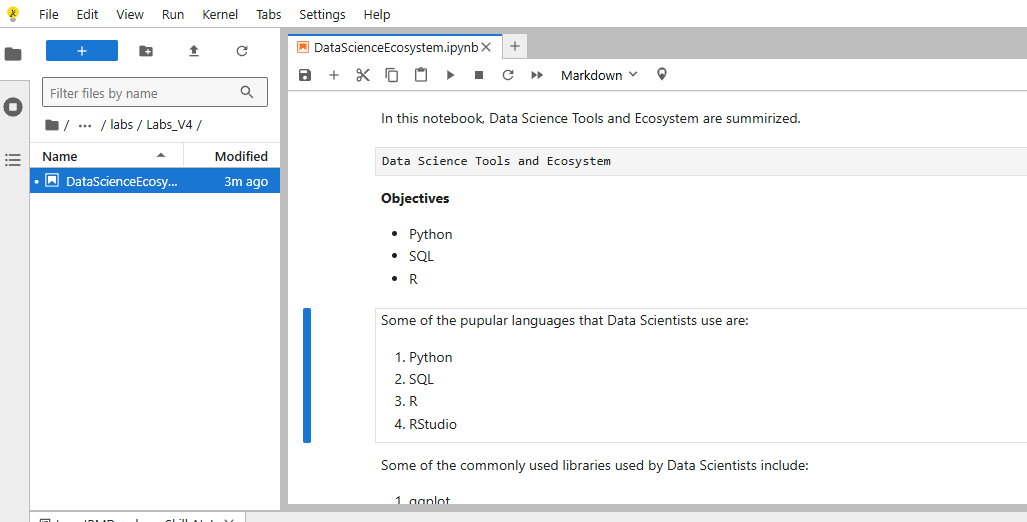 File Edit View Run Kernel Tabs Settings Help
DataScienceEcosystem.ipynb
Markdown
Filter files by name
/ ... / labs / Labs_V4 /
Name Modified
DataScienceEcosy... 3m ago
In this notebook, Data Science Tools and Ecosystem are summirized.
Data Science Tools and Ecosystem
Objectives
Python
SQL
R
Some of the pupular languages that Data Scientists use are:
1. Python
2. SQL
3. R
4. RStudio
Some of the commonly used libraries used by Data Scientists include:
1. ggplot